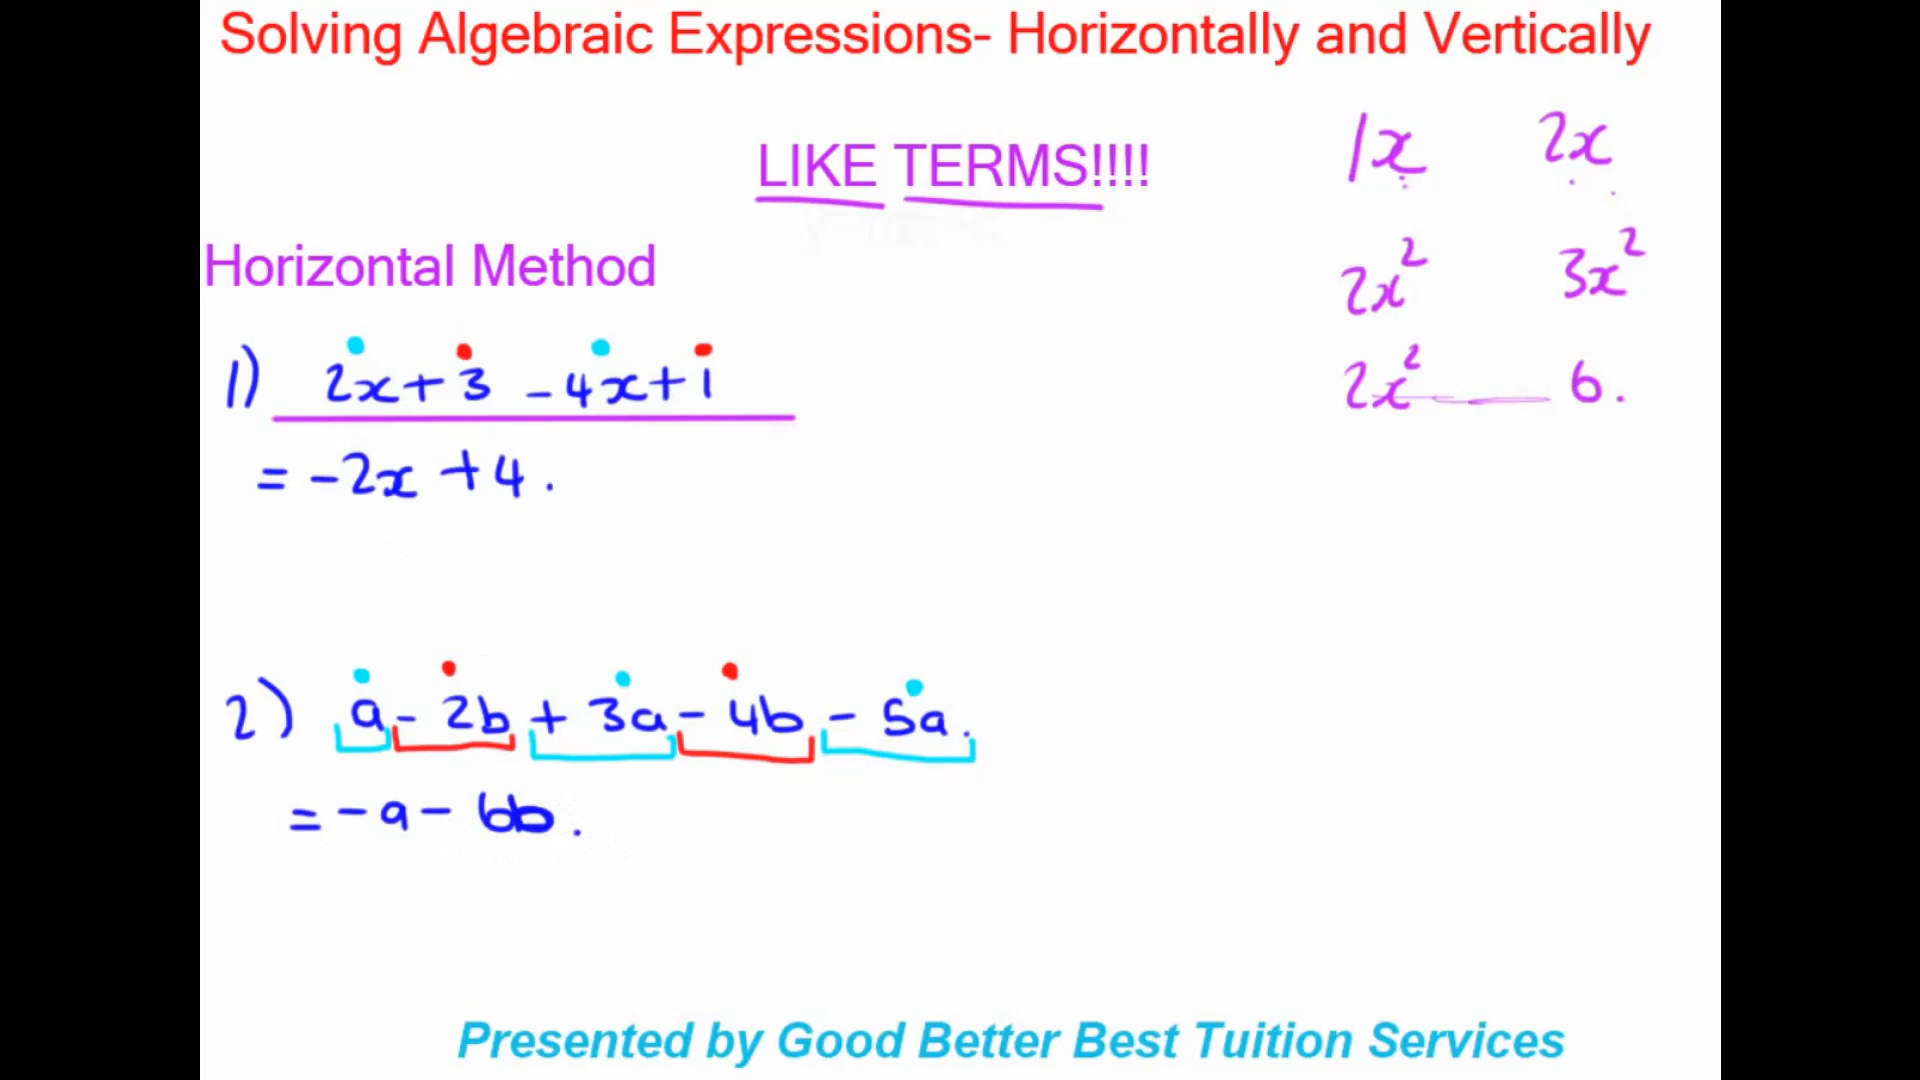 Solving Algebraic Expressions- Horizontally and Vertically
LIKE TERMS!!!!
1x 2x
2x² 3x²
2x² 6.
Horizontal Method
1) 2x + 3 - 4x + 1
= -2x + 4.
2) a - 2b + 3a - 4b - 5a.
= -a - 6b.
Presented by Good Better Best Tuition Services